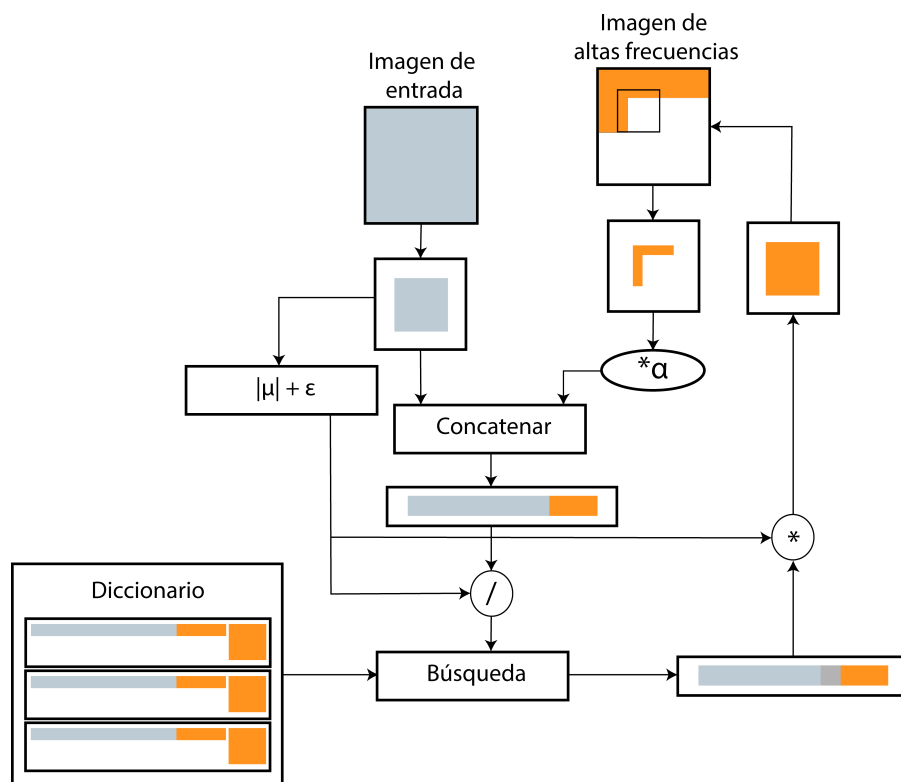 Imagen de
altas frecuencias
Imagen de
entrada
*α
|μ| + ε
Concatenar
*
/
Diccionario
Búsqueda